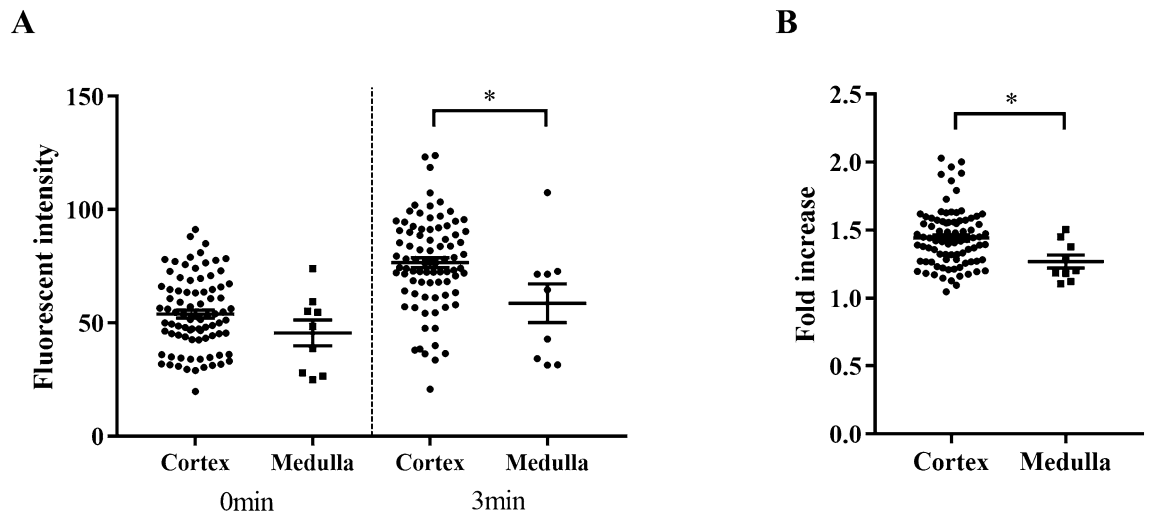 A
Fluorescent intensity
150
100
50
0
*
Cortex Medulla Cortex Medulla
0min 3min
B
Fold increase
2.5
2.0
1.5
1.0
0.5
0.0
*
Cortex Medulla